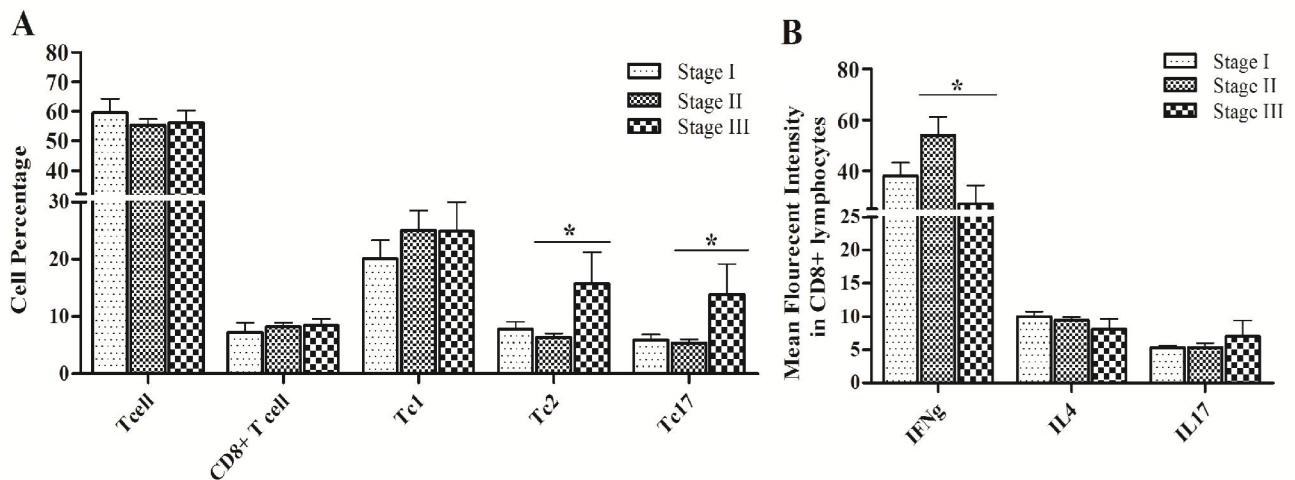 A
Cell Percentage
80
70
60
50
40
30
20
10
0
Stage I
Stage II
Stage III
*
*
Tcell
CD8+ T cell
Tc1
Tc2
Tc17
B
Mean Flourecent Intensity
in CD8+ lymphocytes
80
60
40
25
20
15
10
5
0
Stage I
Stage II
Stage III
*
IFNg
IL4
IL17